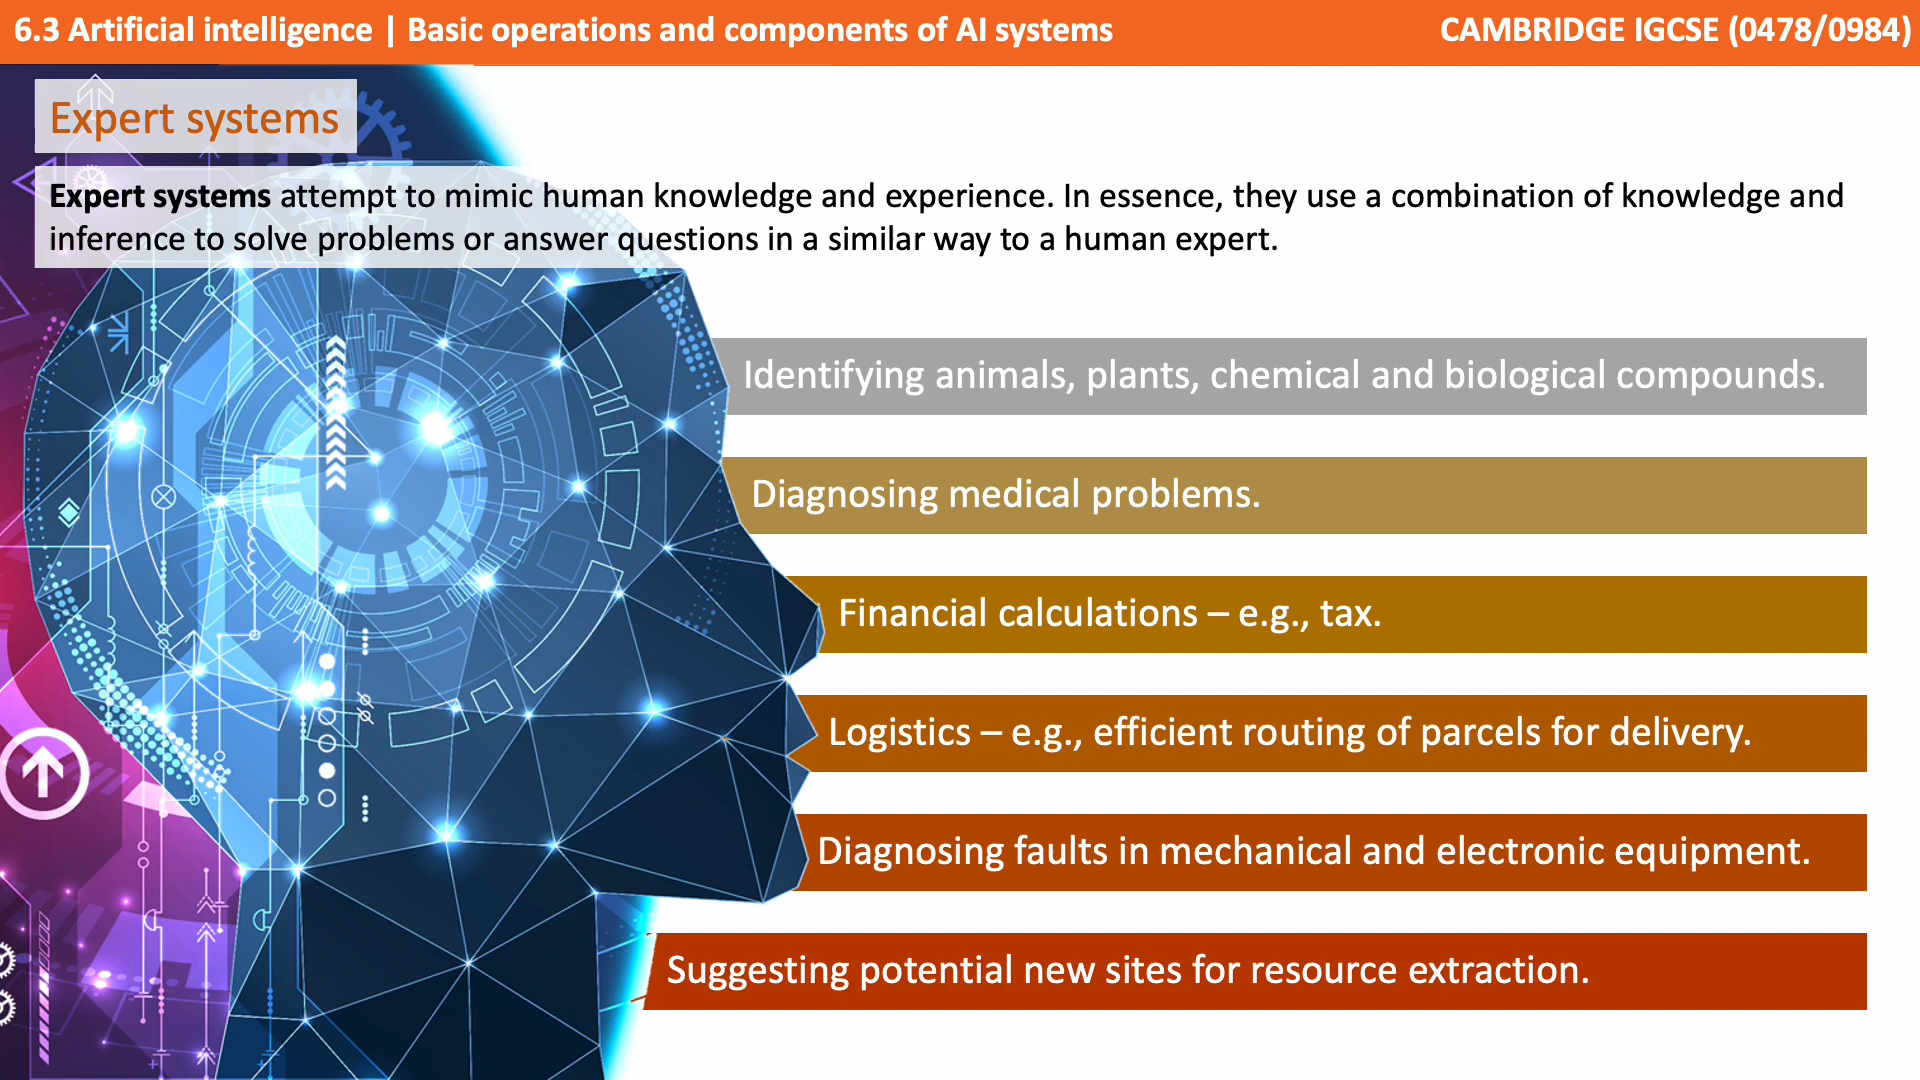 6.3 Artificial intelligence | Basic operations and components of AI systems
CAMBRIDGE IGCSE (0478/0984)
Expert systems
Expert systems attempt to mimic human knowledge and experience. In essence, they use a combination of knowledge and
inference to solve problems or answer questions in a similar way to a human expert.
Identifying animals, plants, chemical and biological compounds.
Diagnosing medical problems.
Financial calculations – e.g., tax.
Logistics – e.g., efficient routing of parcels for delivery.
Diagnosing faults in mechanical and electronic equipment.
Suggesting potential new sites for resource extraction.